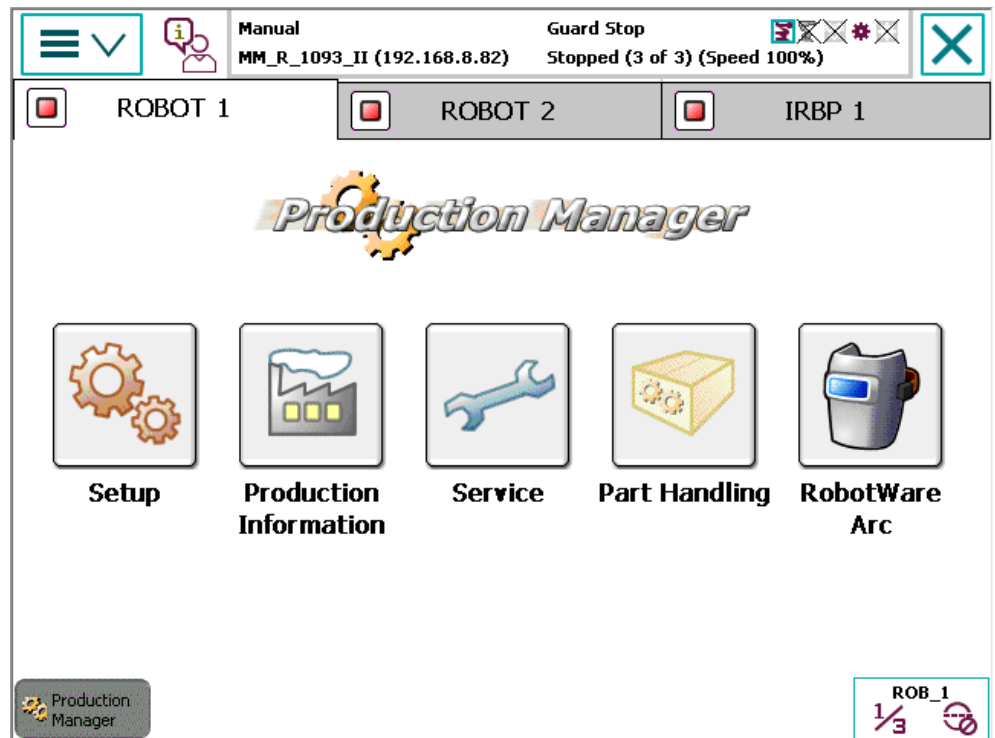 Manual
Guard Stop
MM_R_1093_II (192.168.8.82)
Stopped (3 of 3) (Speed 100%)
ROBOT 1
ROBOT 2
IRBP 1
Production Manager
Setup
Production
Information
Service
Part Handling
RobotWare
Arc
Production
Manager
ROB_1
1/3